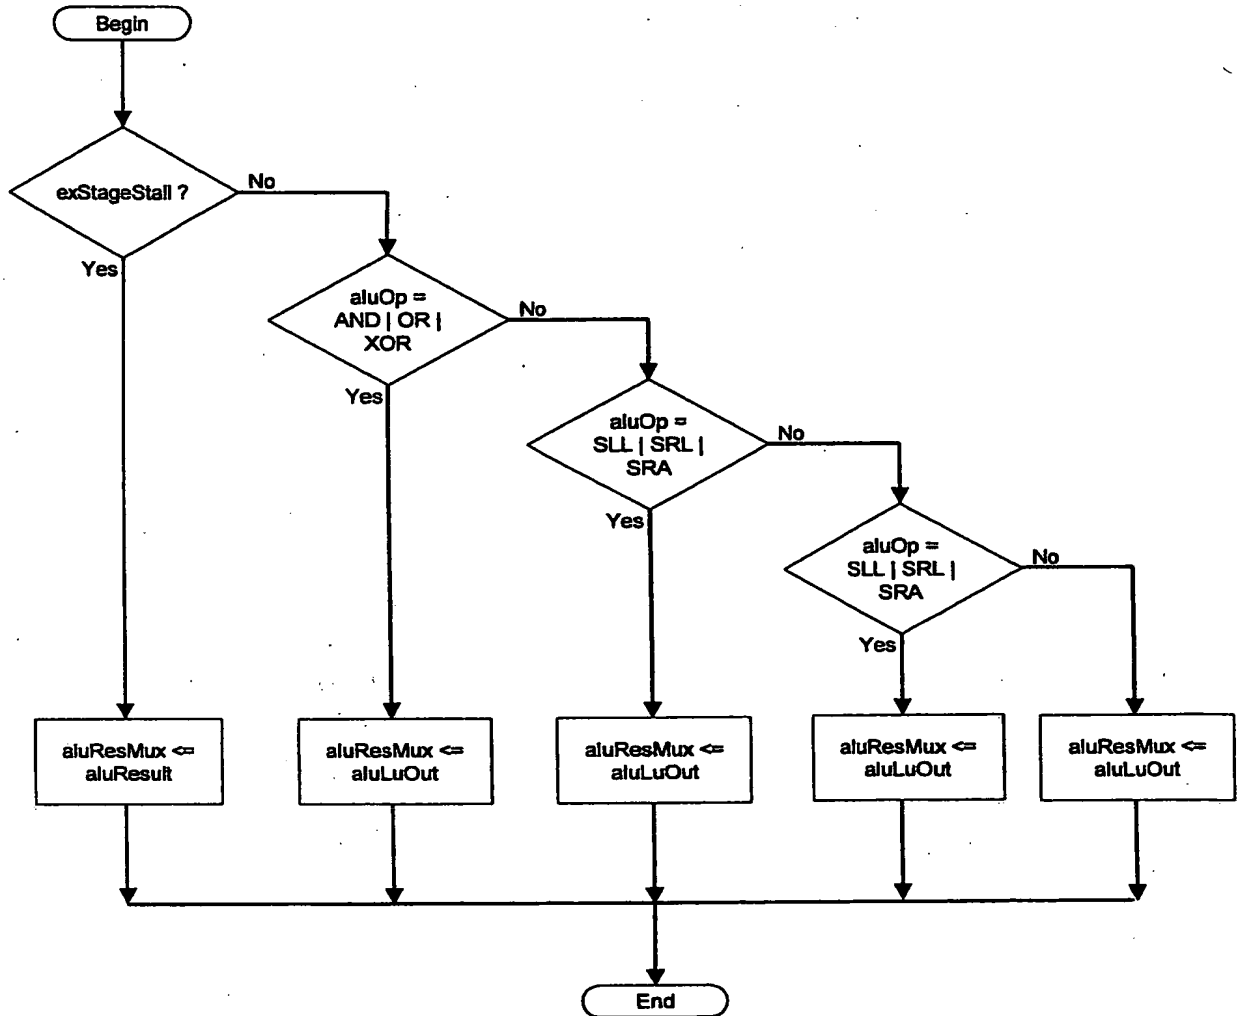 Begin
exStageStall ?
No
Yes
aluOp =
AND | OR |
XOR
No
Yes
aluOp =
SLL | SRL |
SRA
No
Yes
aluOp =
SLL | SRL |
SRA
No
Yes
aluResMux <=
aluResult
aluResMux <=
aluLuOut
aluResMux <=
aluLuOut
aluResMux <=
aluLuOut
aluResMux <=
aluLuOut
End